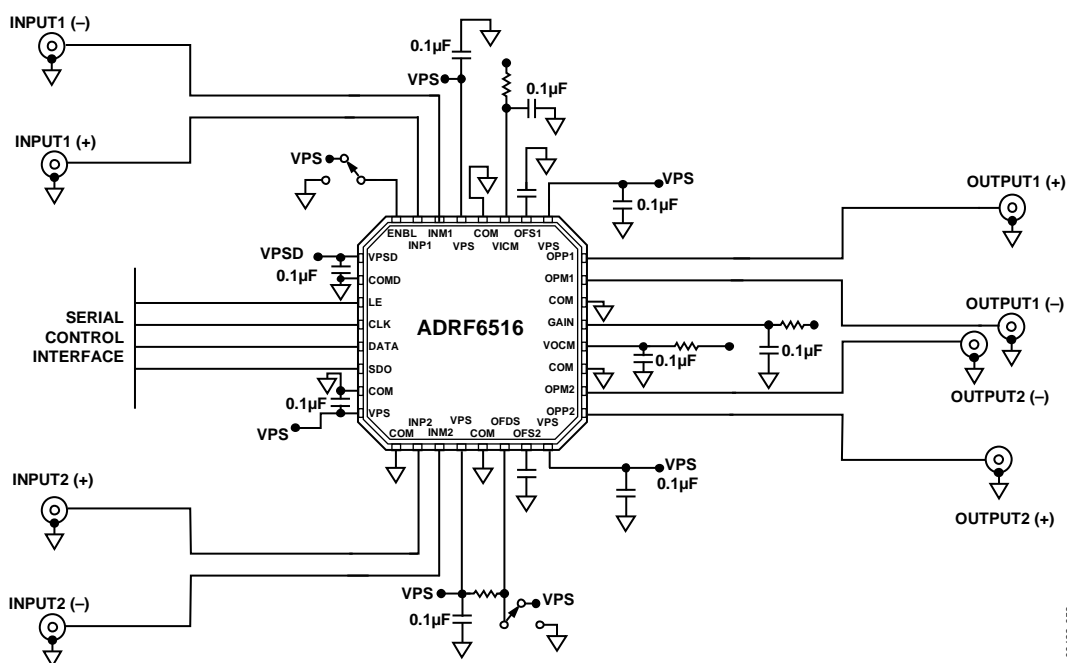 INPUT1 (–)
INPUT1 (+)
0.1µF
VPS
0.1µF
VPS
VPS
0.1µF
OUTPUT1 (+)
ENBL
INP1
INM1
VPS
COM
VICM
OFS1
VPS
VPSD
0.1µF
VPSD
COMD
LE
CLK
DATA
SDO
COM
VPS
SERIAL
CONTROL
INTERFACE
ADRF6516
OPP1
OPM1
COM
GAIN
VOCM
COM
OPM2
OPP2
OUTPUT1 (–)
0.1µF
0.1µF
OUTPUT2 (–)
0.1µF
VPS
COM
INP2
INM2
VPS
COM
OFDS
OFS2
VPS
VPS
0.1µF
OUTPUT2 (+)
INPUT2 (+)
INPUT2 (–)
VPS
0.1µF
VPS